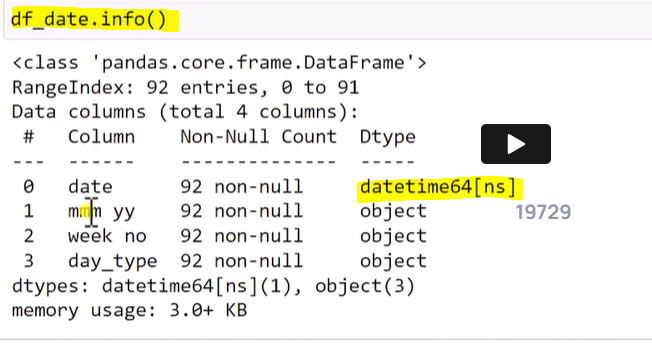 df_date.info()
<class 'pandas.core.frame.DataFrame'>
RangeIndex: 92 entries, 0 to 91
Data columns (total 4 columns):
#   Column    Non-Null Count  Dtype
---  ------    --------------  -----
0   date      92 non-null     datetime64[ns]
1   mmm yy    92 non-null     object   19729
2   week no   92 non-null     object
3   day_type  92 non-null     object
dtypes: datetime64[ns](1), object(3)
memory usage: 3.0+ KB